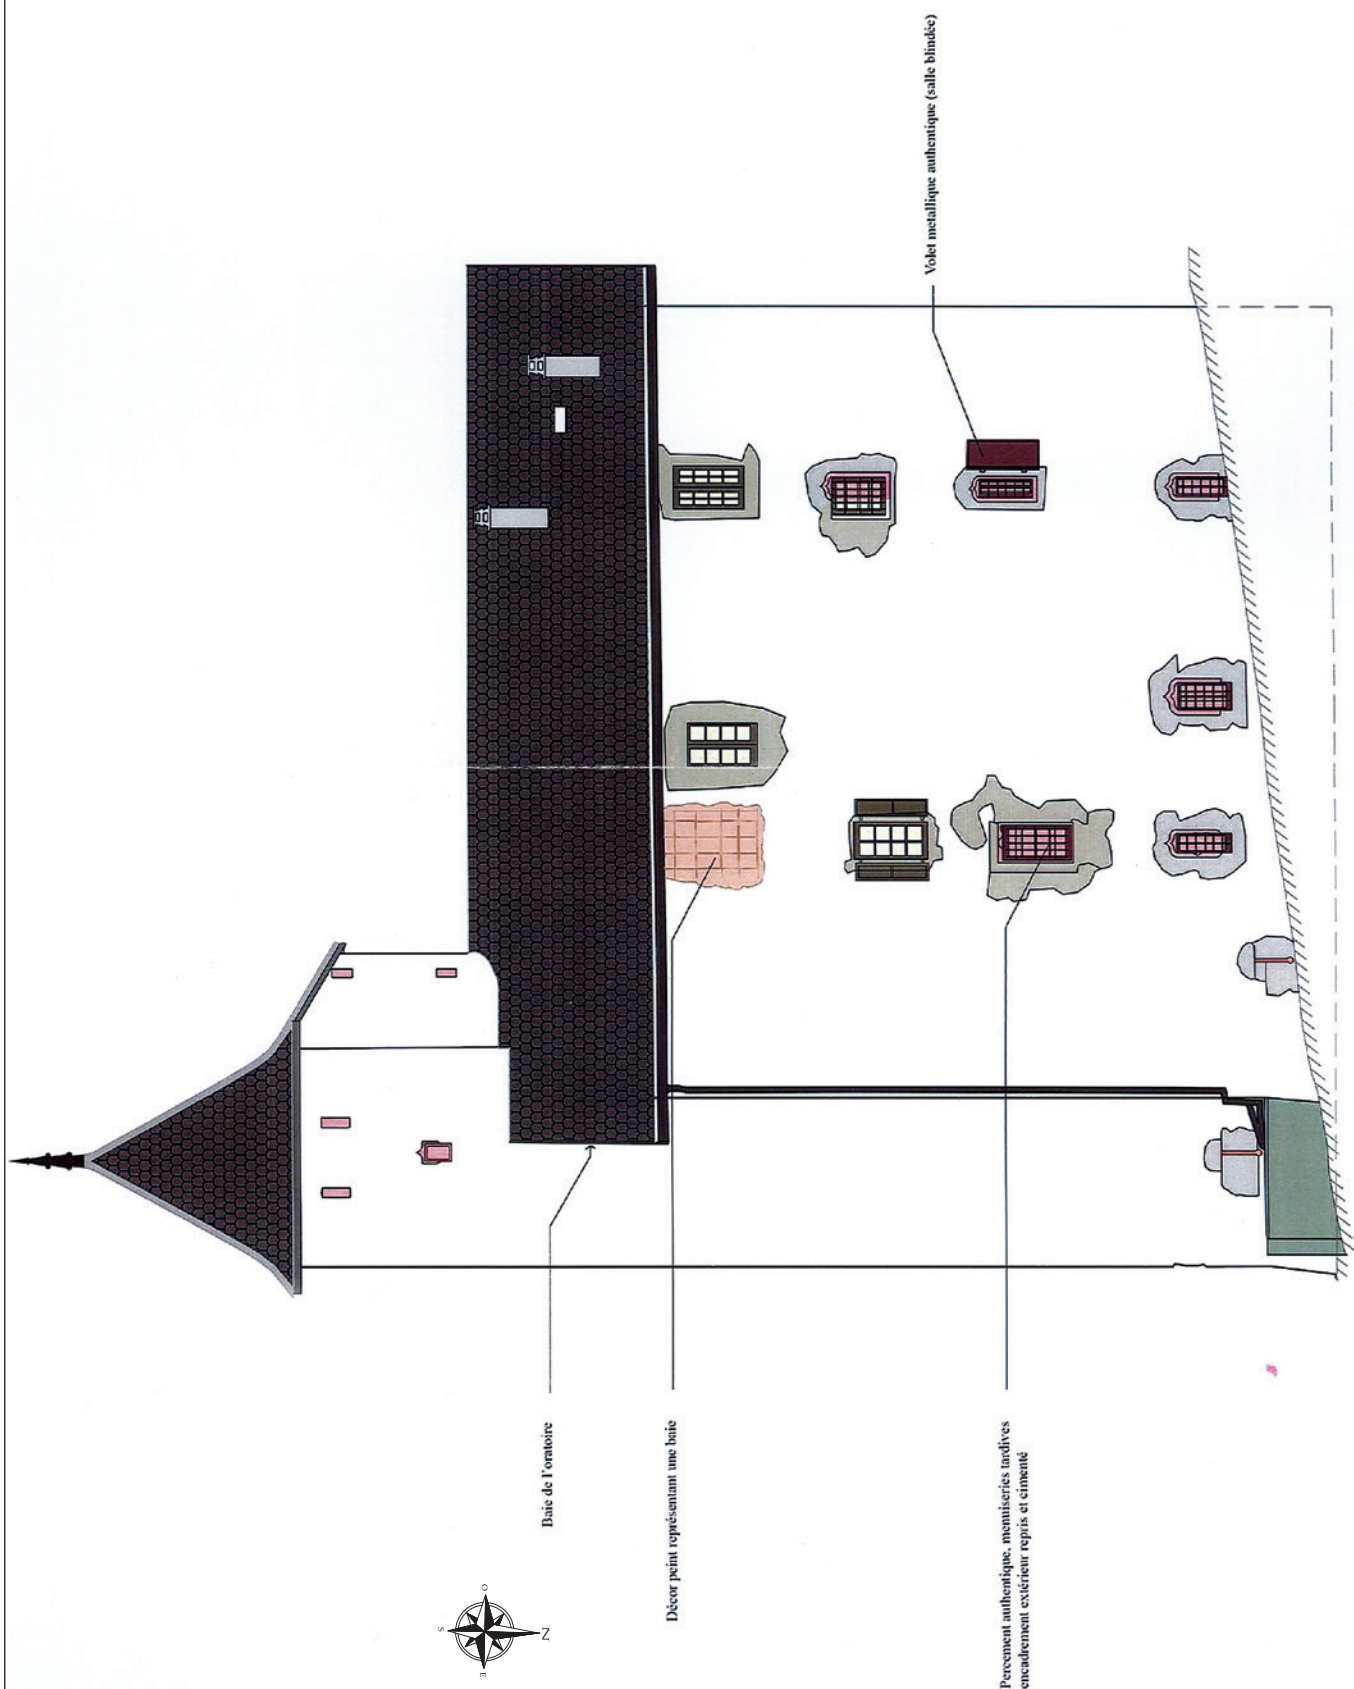 Volet metallique authentique (salle blindée)
Baie de l'oratoire
Décor peint représentant une baie
Percement authentique, menuiseries tardives
encadrement extérieur repris et cimenté
O
S
N
E